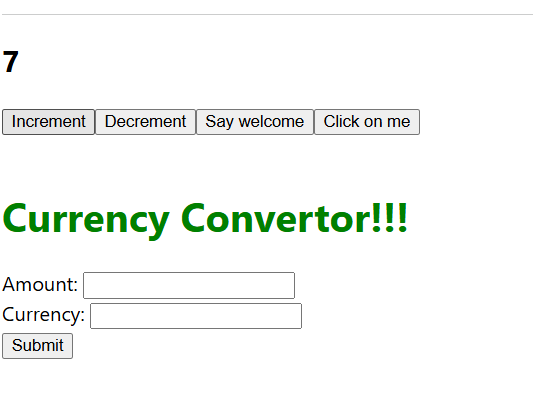 7
Increment Decrement Say welcome Click on me
Currency Convertor!!!
Amount:
Currency:
Submit